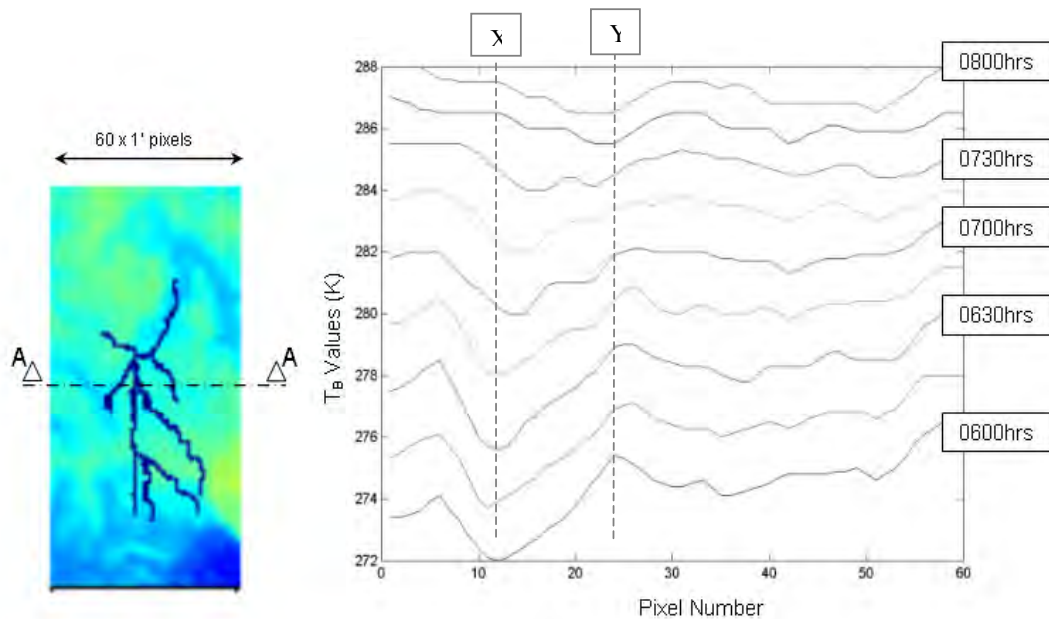 60 x 1' pixels
A A
X Y
T_B Values (K)
288
286
284
282
280
278
276
274
272
0 10 20 30 40 50 60
Pixel Number
0800hrs
0730hrs
0700hrs
0630hrs
0600hrs